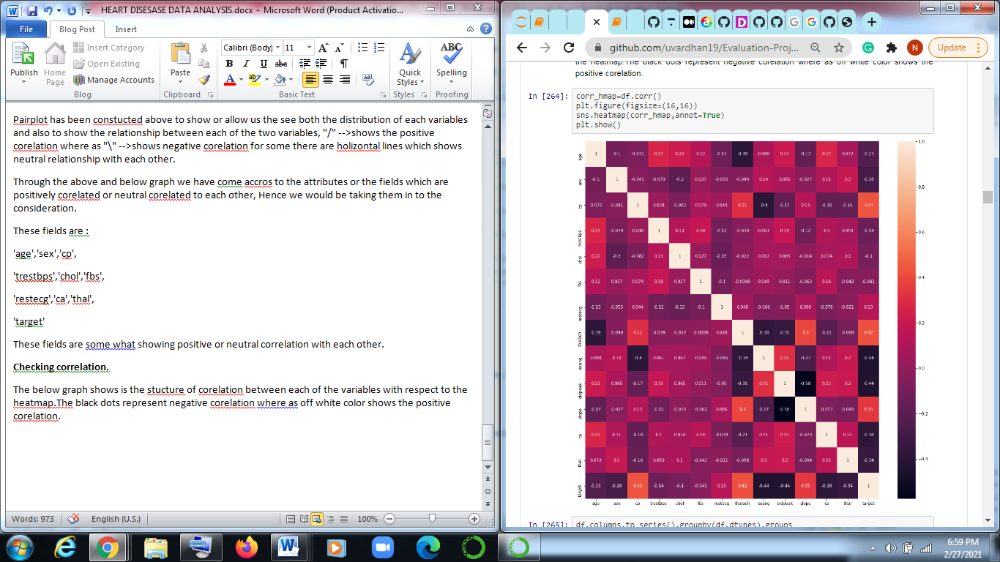 HEART DISESASE DATA ANALYSIS.docx - Microsoft Word (Product Activatio...
File
Blog Post
Insert
Publish
Home Page
Insert Category
Open Existing
Manage Accounts
Blog
Paste
Clipboard
Calibri (Body)
11
B I U abc
Basic Text
Quick Styles
Styles
ABC
Spelling
Proofing
Pairplot has been constucted above to show or allow us the see both the distribution of each variables
and also to show the relationship between each of the two variables, "/" -->shows the positive
corelation where as "\" -->shows negative corelation for some there are holizontal lines which shows
neutral relationship with each other.
Through the above and below graph we have come accros to the attributes or the fields which are
positively corelated or neutral corelated to each other, Hence we would be taking them in to the
consideration.
These fields are :
'age','sex','cp',
'trestbps','chol','fbs',
'restecg','ca','thal',
'target'
These fields are some what showing positive or neutral correlation with each other.
Checking correlation.
The below graph shows is the stucture of corelation between each of the variables with respect to the
heatmap.The black dots represent negative corelation where as off white color shows the positive
corelation.
Words: 973
English (U.S.)
100%
github.com/uvardhan19/Evaluation-Proj...
N
Update
the heatmap.The black dots represent negative corelation where as off white color shows the
positive corelation.
In [264]:
corr_hmap=df.corr()
plt.figure(figsize=(16,16))
sns.heatmap(corr_hmap,annot=True)
plt.show()
age 1 -0.1 -0.072 0.27 0.22 0.12 -0.13 -0.39 0.088 0.21 -0.17 0.27 0.072 -0.23
sex -0.1 1 -0.041 -0.079 -0.2 0.027 -0.055 -0.049 0.14 0.085 -0.027 0.11 0.2 -0.28
cp -0.072 -0.041 1 0.038 -0.082 0.079 0.044 0.31 -0.4 -0.17 0.13 -0.18 -0.16 0.43
trestbps 0.27 -0.079 0.038 1 0.13 0.18 -0.12 -0.039 0.061 0.19 -0.12 0.1 0.059 -0.14
chol 0.22 -0.2 -0.082 0.13 1 0.027 -0.15 -0.022 0.067 0.065 -0.014 0.074 0.1 -0.1
fbs 0.12 0.027 0.079 0.18 0.027 1 -0.1 -0.0089 0.049 0.011 -0.062 0.14 -0.042 -0.041
restecg -0.13 -0.055 0.044 -0.12 -0.15 -0.1 1 0.048 -0.066 -0.05 0.086 -0.078 -0.021 0.13
thalach -0.39 -0.049 0.31 -0.039 -0.022 -0.0089 0.048 1 -0.38 -0.35 0.4 -0.21 -0.098 0.42
exang 0.088 0.14 -0.4 0.061 0.067 0.049 -0.066 -0.38 1 0.31 -0.27 0.11 0.2 -0.44
oldpeak 0.21 0.085 -0.17 0.19 0.065 0.011 -0.05 -0.35 0.31 1 -0.58 0.22 0.2 -0.44
slope -0.17 -0.027 0.13 -0.12 -0.014 -0.062 0.086 0.4 -0.27 -0.58 1 -0.073 -0.094 0.35
ca 0.27 0.11 -0.18 0.1 0.074 0.14 -0.078 -0.21 0.11 0.22 -0.073 1 0.15 -0.38
thal 0.072 0.2 -0.16 0.059 0.1 -0.042 -0.021 -0.098 0.2 0.2 -0.094 0.15 1 -0.34
target -0.23 -0.28 0.43 -0.14 -0.1 -0.041 0.13 0.42 -0.44 -0.44 0.35 -0.38 -0.34 1
age sex cp trestbps chol fbs restecg thalach exang oldpeak slope ca thal target
1.0
0.8
0.6
0.4
0.2
0.0
-0.2
-0.4
In [265]:
df.columns.to_series().groupby(df.dtypes).groups
6:59 PM
2/27/2021